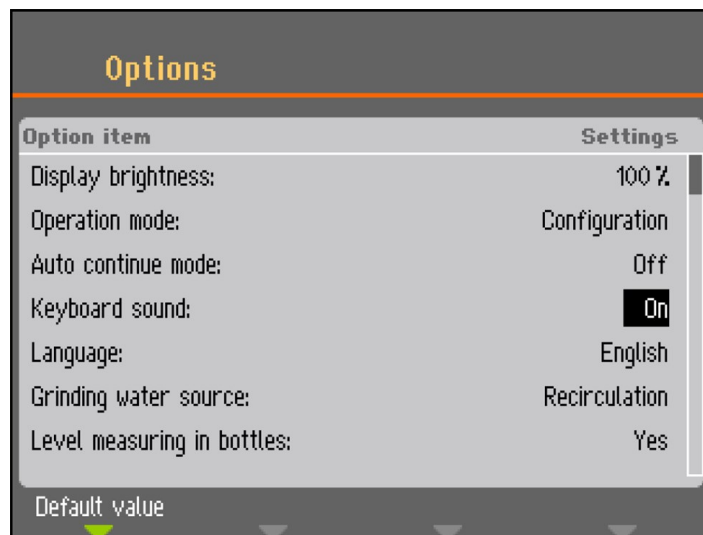 Options
Option item Settings
Display brightness: 100 %
Operation mode: Configuration
Auto continue mode: Off
Keyboard sound: On
Language: English
Grinding water source: Recirculation
Level measuring in bottles: Yes
Default value